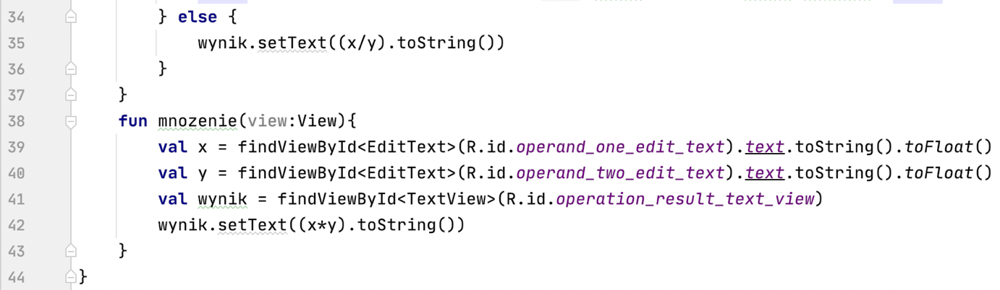 34 } else {
35 wynik.setText((x/y).toString())
36 }
37 }
38 fun mnozenie(view:View){
39 val x = findViewById<EditText>(R.id.operand_one_edit_text).text.toString().toFloat()
40 val y = findViewById<EditText>(R.id.operand_two_edit_text).text.toString().toFloat()
41 val wynik = findViewById<TextView>(R.id.operation_result_text_view)
42 wynik.setText((x*y).toString())
43 }
44 }